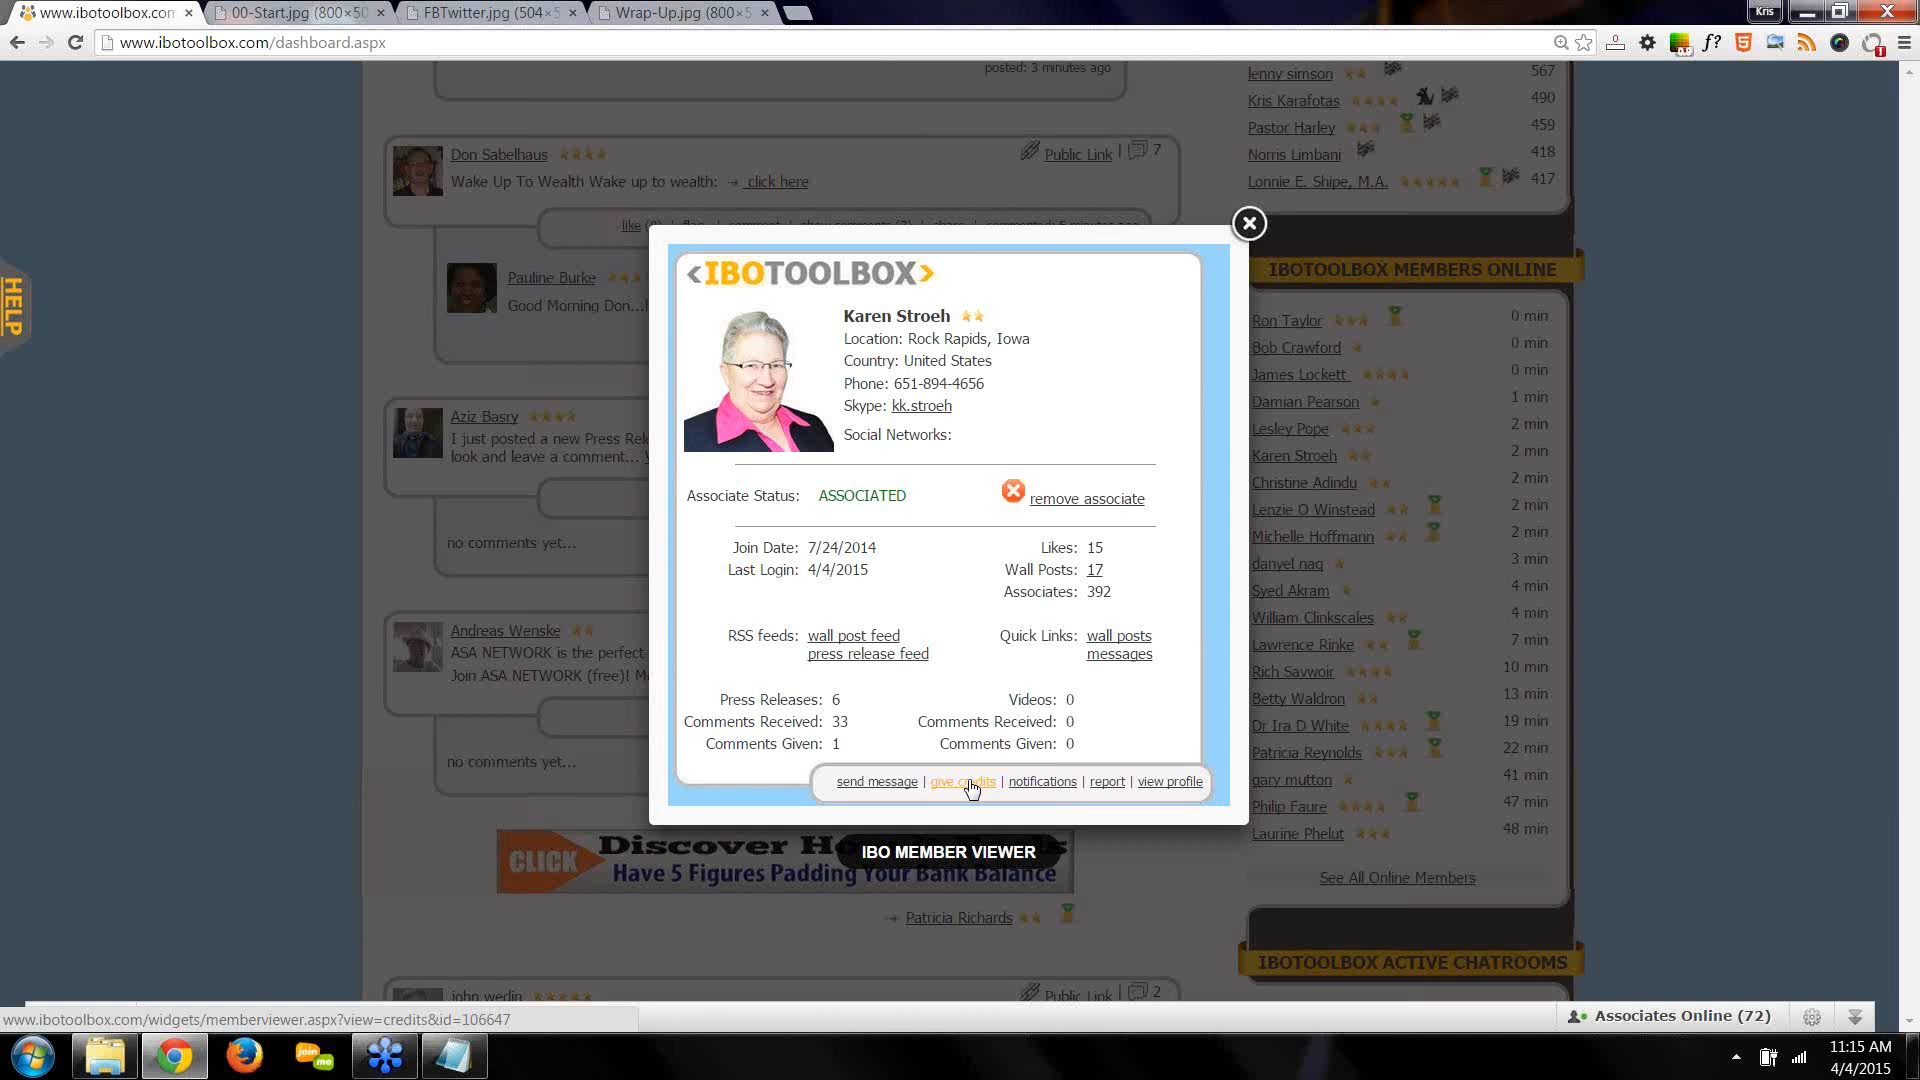 www.ibotoolbox.com
00-Start.jpg (800×50
FBTwitter.jpg (504×5
Wrap-Up.jpg (800×5
Kris
www.ibotoolbox.com/dashboard.aspx
HELP
posted: 3 minutes ago
Don Sabelhaus
Public Link | 7
Wake Up To Wealth Wake up to wealth: → click here
like
Pauline Burke
Good Morning Don...
Aziz Basry
I just posted a new Press Rel
look and leave a comment...
no comments yet...
Andreas Wenske
ASA NETWORK is the perfect
Join ASA NETWORK (free)!
no comments yet...
<IBOTOOLBOX>
Karen Stroeh
Location: Rock Rapids, Iowa
Country: United States
Phone: 651-894-4656
Skype: kk.stroeh
Social Networks:
Associate Status: ASSOCIATED
remove associate
Join Date: 7/24/2014
Likes: 15
Last Login: 4/4/2015
Wall Posts: 17
Associates: 392
RSS feeds: wall post feed
press release feed
Quick Links: wall posts
messages
Press Releases: 6
Videos: 0
Comments Received: 33
Comments Received: 0
Comments Given: 1
Comments Given: 0
send message | give credits | notifications | report | view profile
IBO MEMBER VIEWER
CLICK
Discover
Have 5 Figures Padding Your Bank Balance
→ Patricia Richards
john wedin
Public Link | 2
lenny simson 567
Kris Karafotas 490
Pastor Harley 459
Norris Limbani 418
Lonnie E. Shipe, M.A. 417
IBOTOOLBOX MEMBERS ONLINE
Ron Taylor 0 min
Bob Crawford 0 min
James Lockett 0 min
Damian Pearson 1 min
Lesley Pope 2 min
Karen Stroeh 2 min
Christine Adindu 2 min
Lenzie O Winstead 2 min
Michelle Hoffmann 2 min
danyel naq 3 min
Syed Akram 4 min
William Clinkscales 4 min
Lawrence Rinke 7 min
Rich Savwoir 10 min
Betty Waldron 13 min
Dr Ira D White 19 min
Patricia Reynolds 22 min
gary mutton 41 min
Philip Faure 47 min
Laurine Phelut 48 min
See All Online Members
IBOTOOLBOX ACTIVE CHATROOMS
www.ibotoolbox.com/widgets/memberviewer.aspx?view=credits&id=106647
Associates Online (72)
join me
11:15 AM
4/4/2015